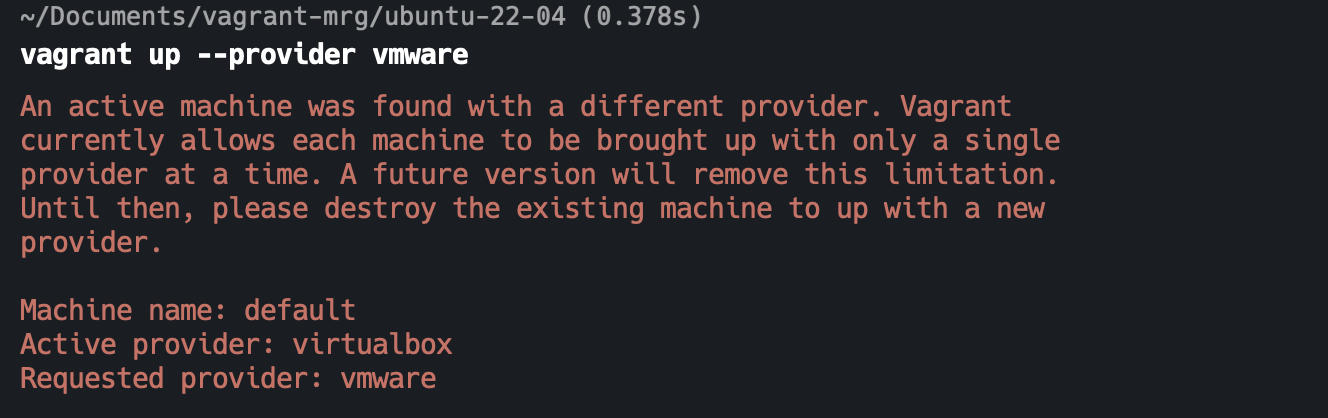 ~/Documents/vagrant-mrg/ubuntu-22-04 (0.378s)
vagrant up --provider vmware
An active machine was found with a different provider. Vagrant
currently allows each machine to be brought up with only a single
provider at a time. A future version will remove this limitation.
Until then, please destroy the existing machine to up with a new
provider.
Machine name: default
Active provider: virtualbox
Requested provider: vmware